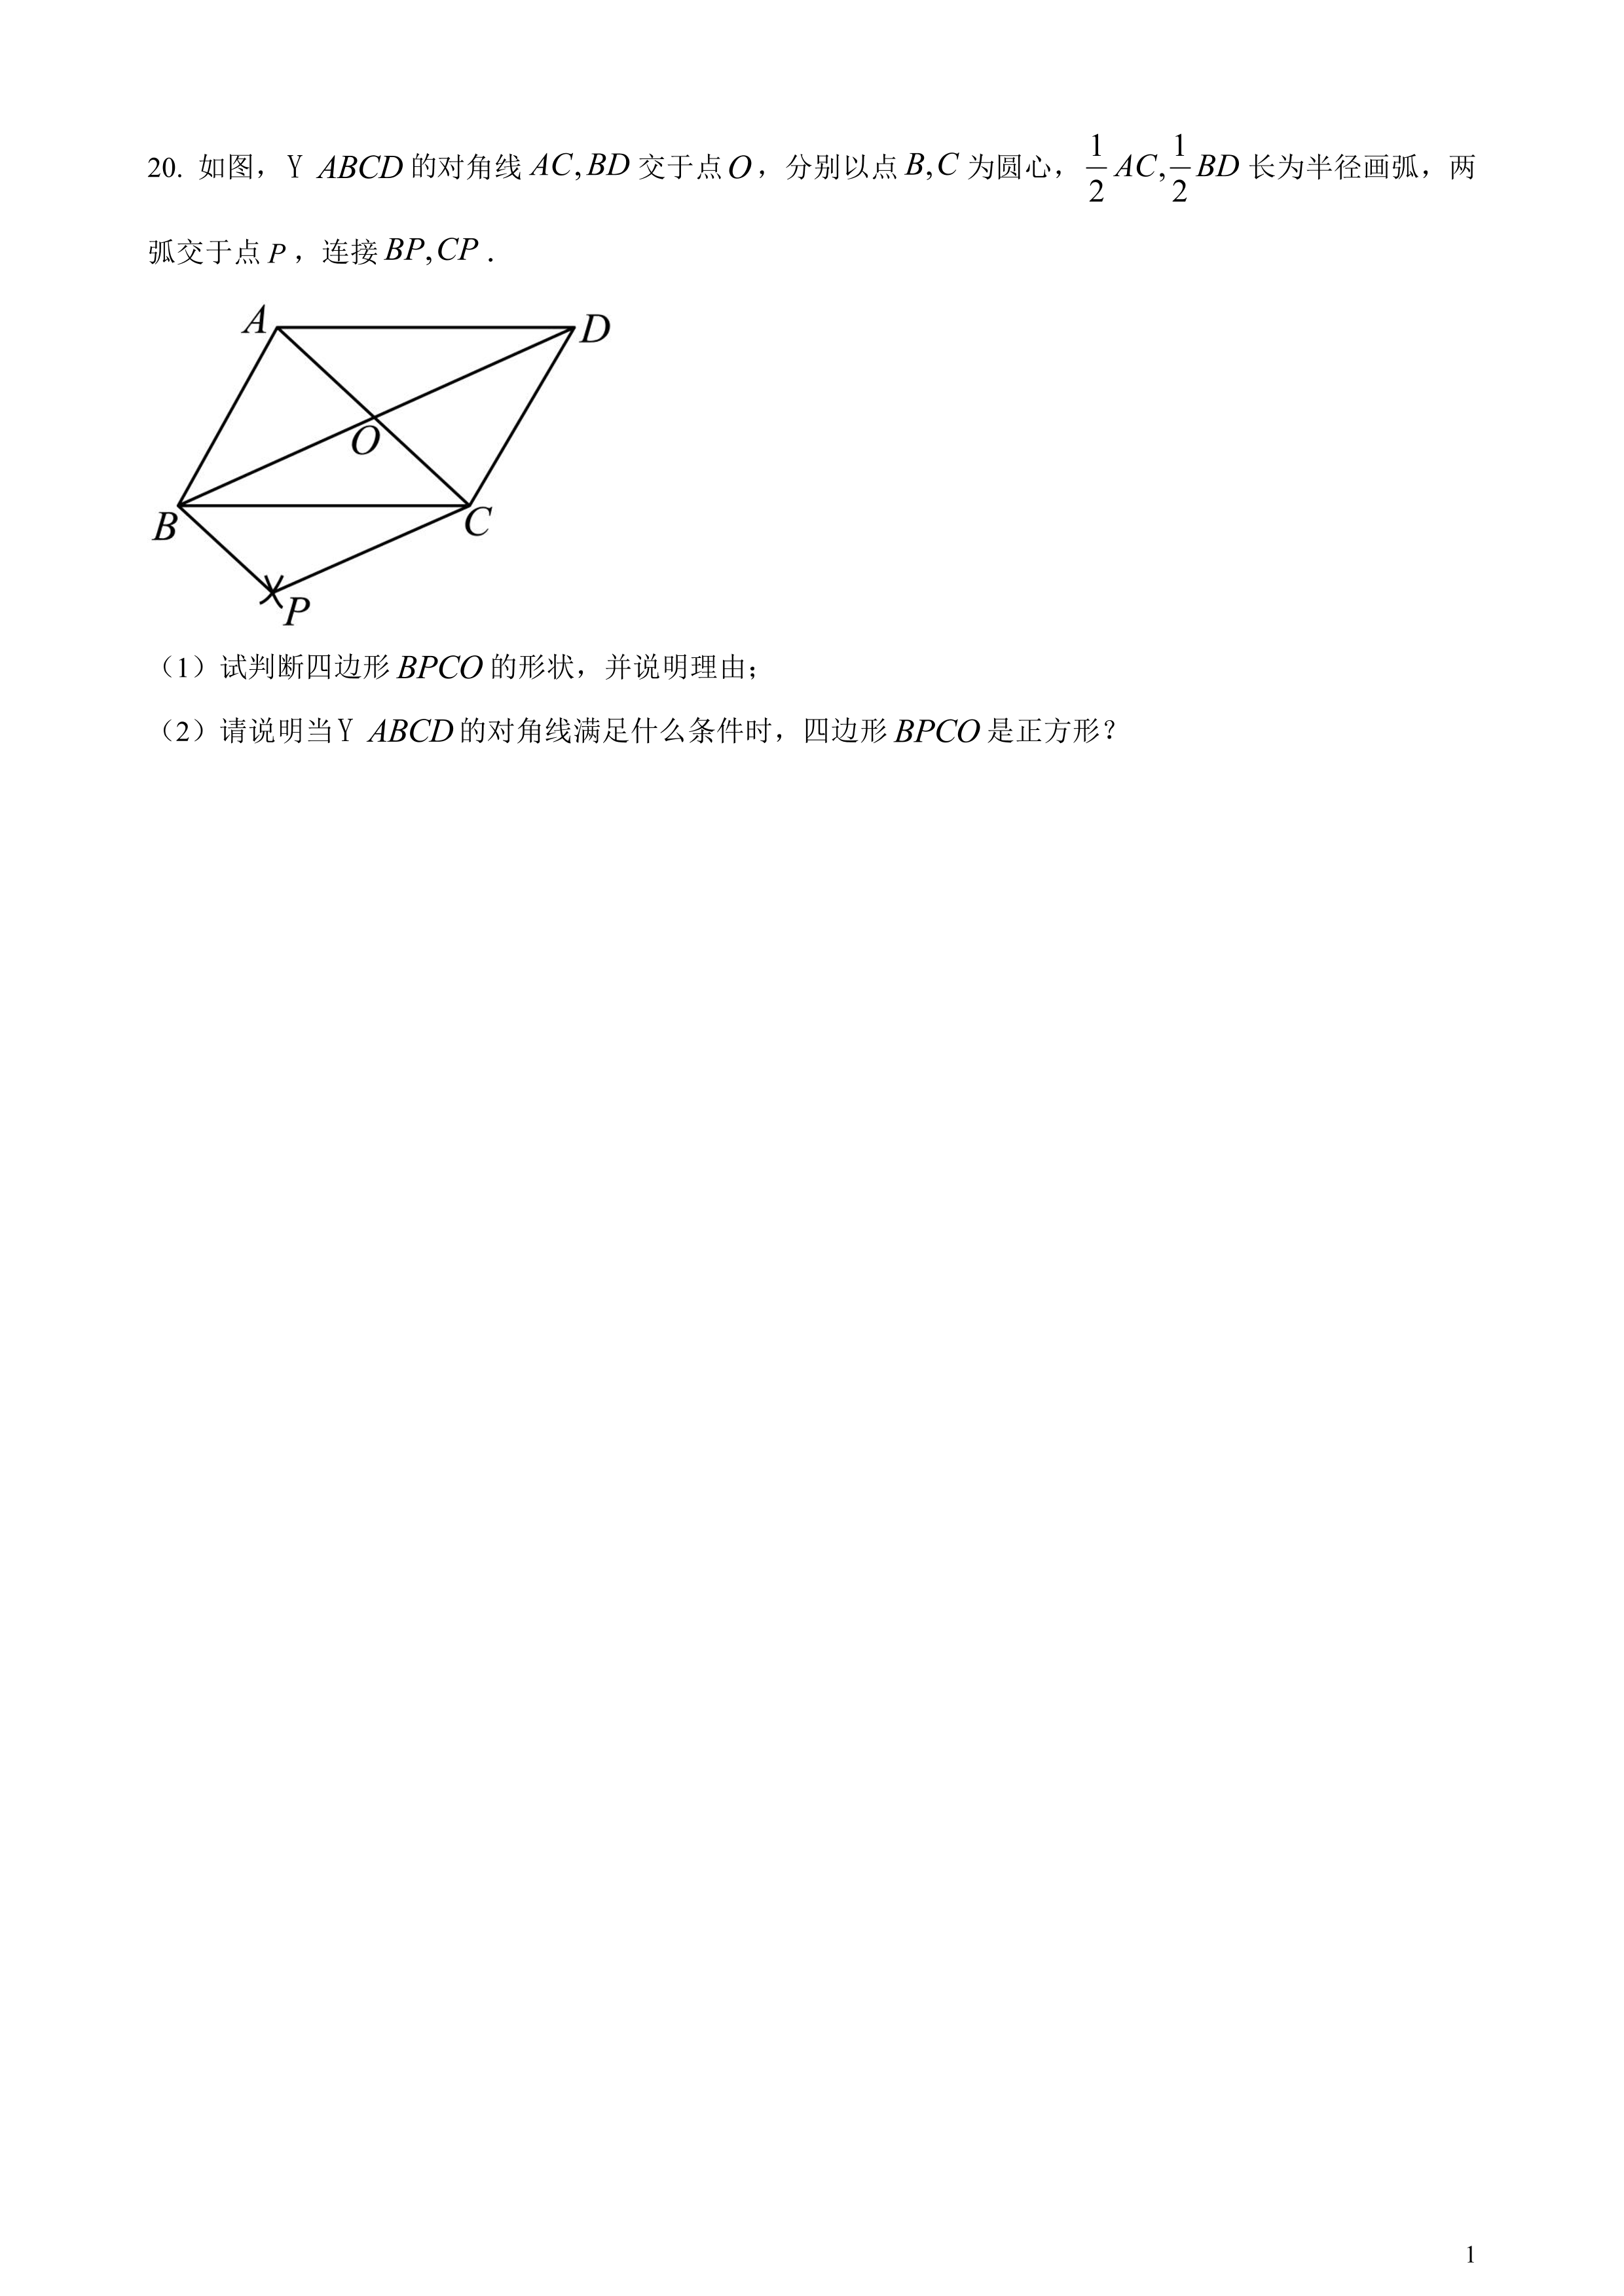 20. 如图，Y ABCD 的对角线 AC, BD 交于点 O，分别以点 B, C 为圆心，1/2 AC, 1/2 BD 长为半径画弧，两
弧交于点 P，连接 BP, CP．
A
D
O
B
C
P
（1）试判断四边形 BPCO 的形状，并说明理由；
（2）请说明当 Y ABCD 的对角线满足什么条件时，四边形 BPCO 是正方形？
1